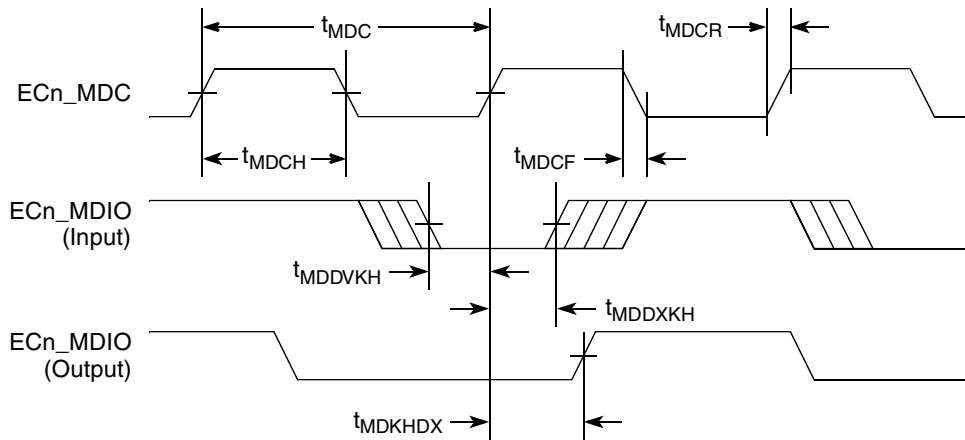 tMDC
tMDCR
ECn_MDC
tMDCH
tMDCF
ECn_MDIO
(Input)
tMDDVKH
tMDDXKH
ECn_MDIO
(Output)
tMDKHDX